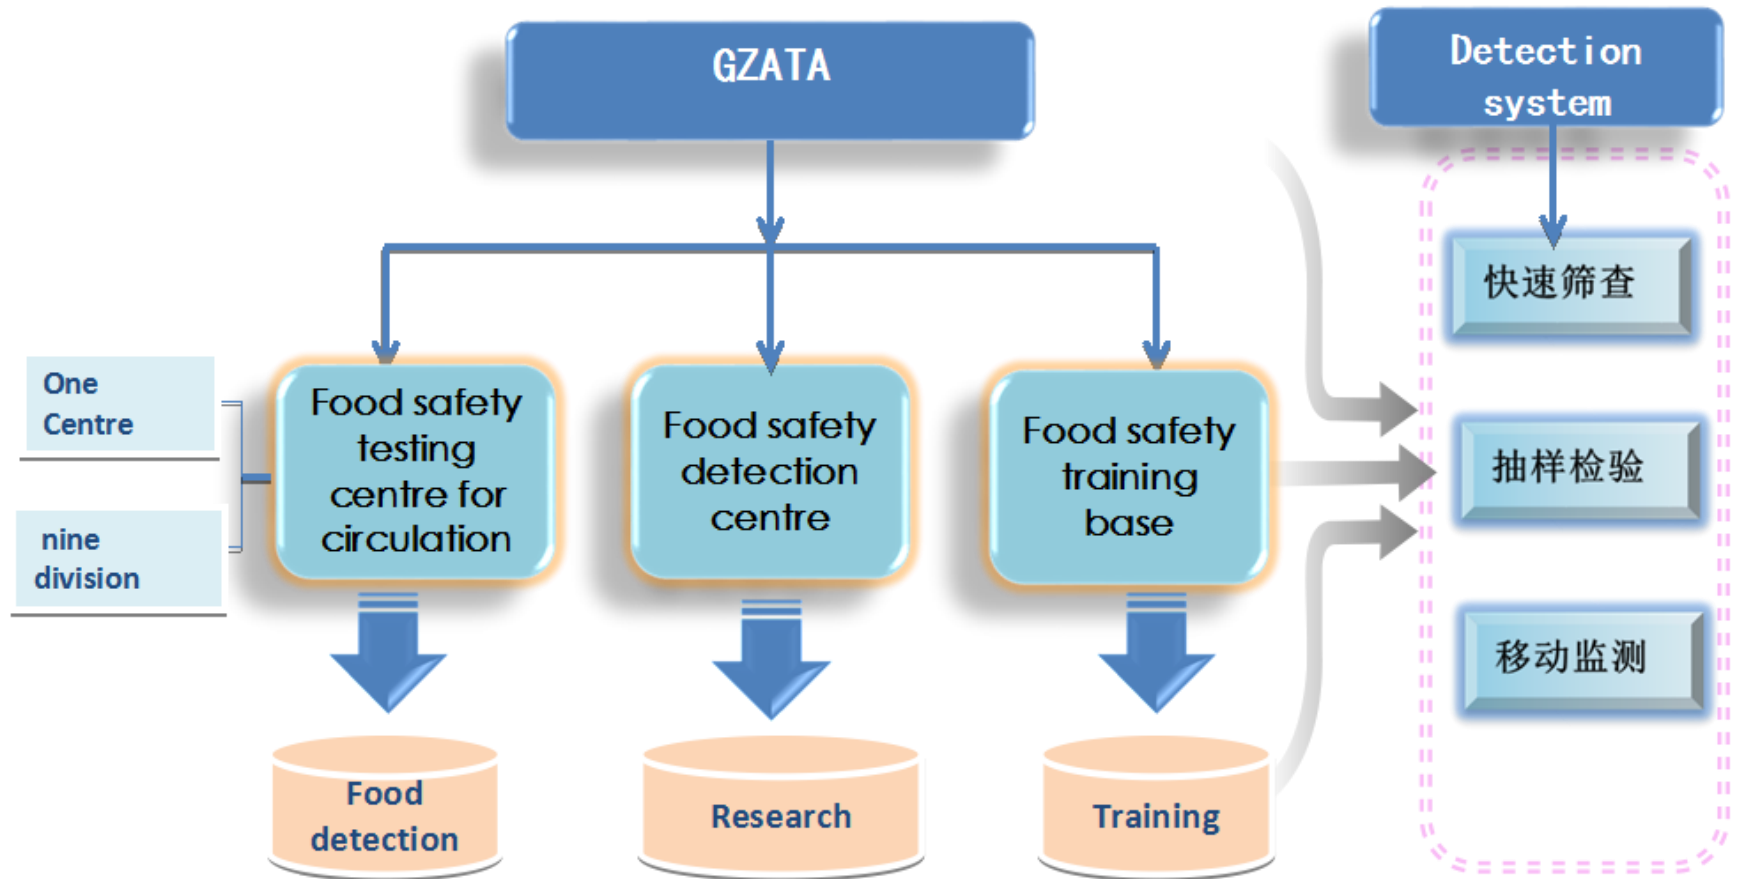 GZATA
Detection
system
快速筛查
One
Centre
nine
division
Food safety
testing
centre for
circulation
Food safety
detection
centre
Food safety
training
base
抽样检验
移动监测
Food
detection
Research
Training